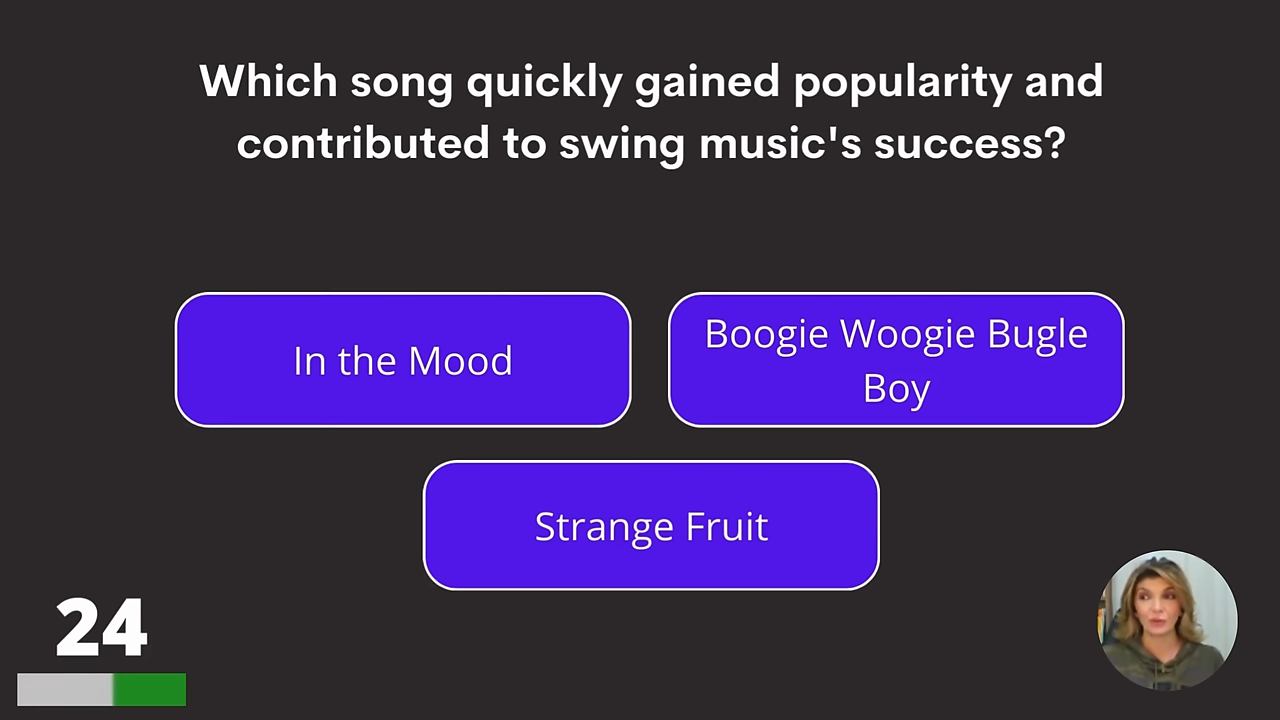 Which song quickly gained popularity and
contributed to swing music's success?
In the Mood
Boogie Woogie Bugle
Boy
Strange Fruit
24